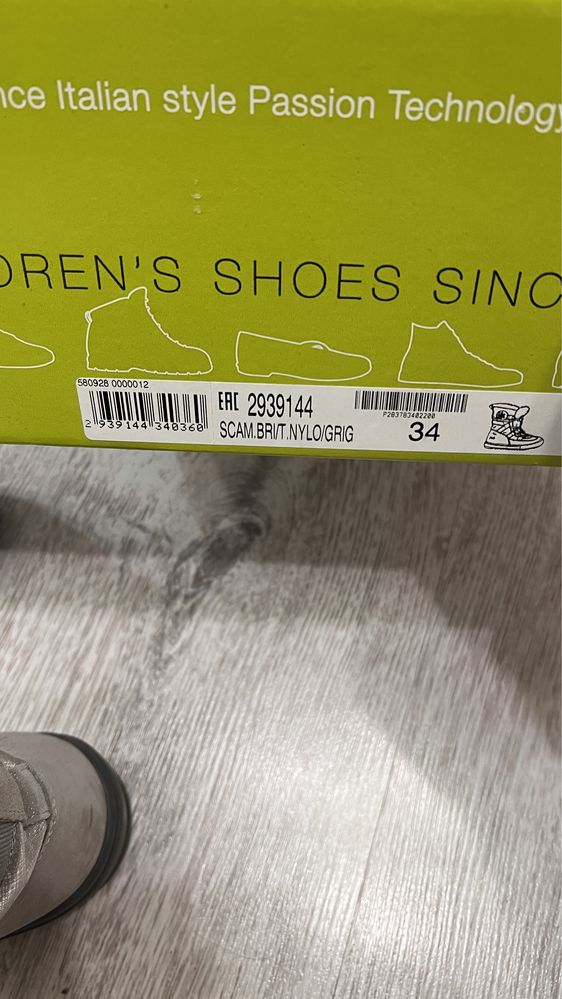 nce Italian style Passion Technology
DREN'S SHOES SINC
580928 0000012
2 939144 340360
EAC 2939144
SCAM.BRI/T.NYLO/GRIG
P283783402200
34